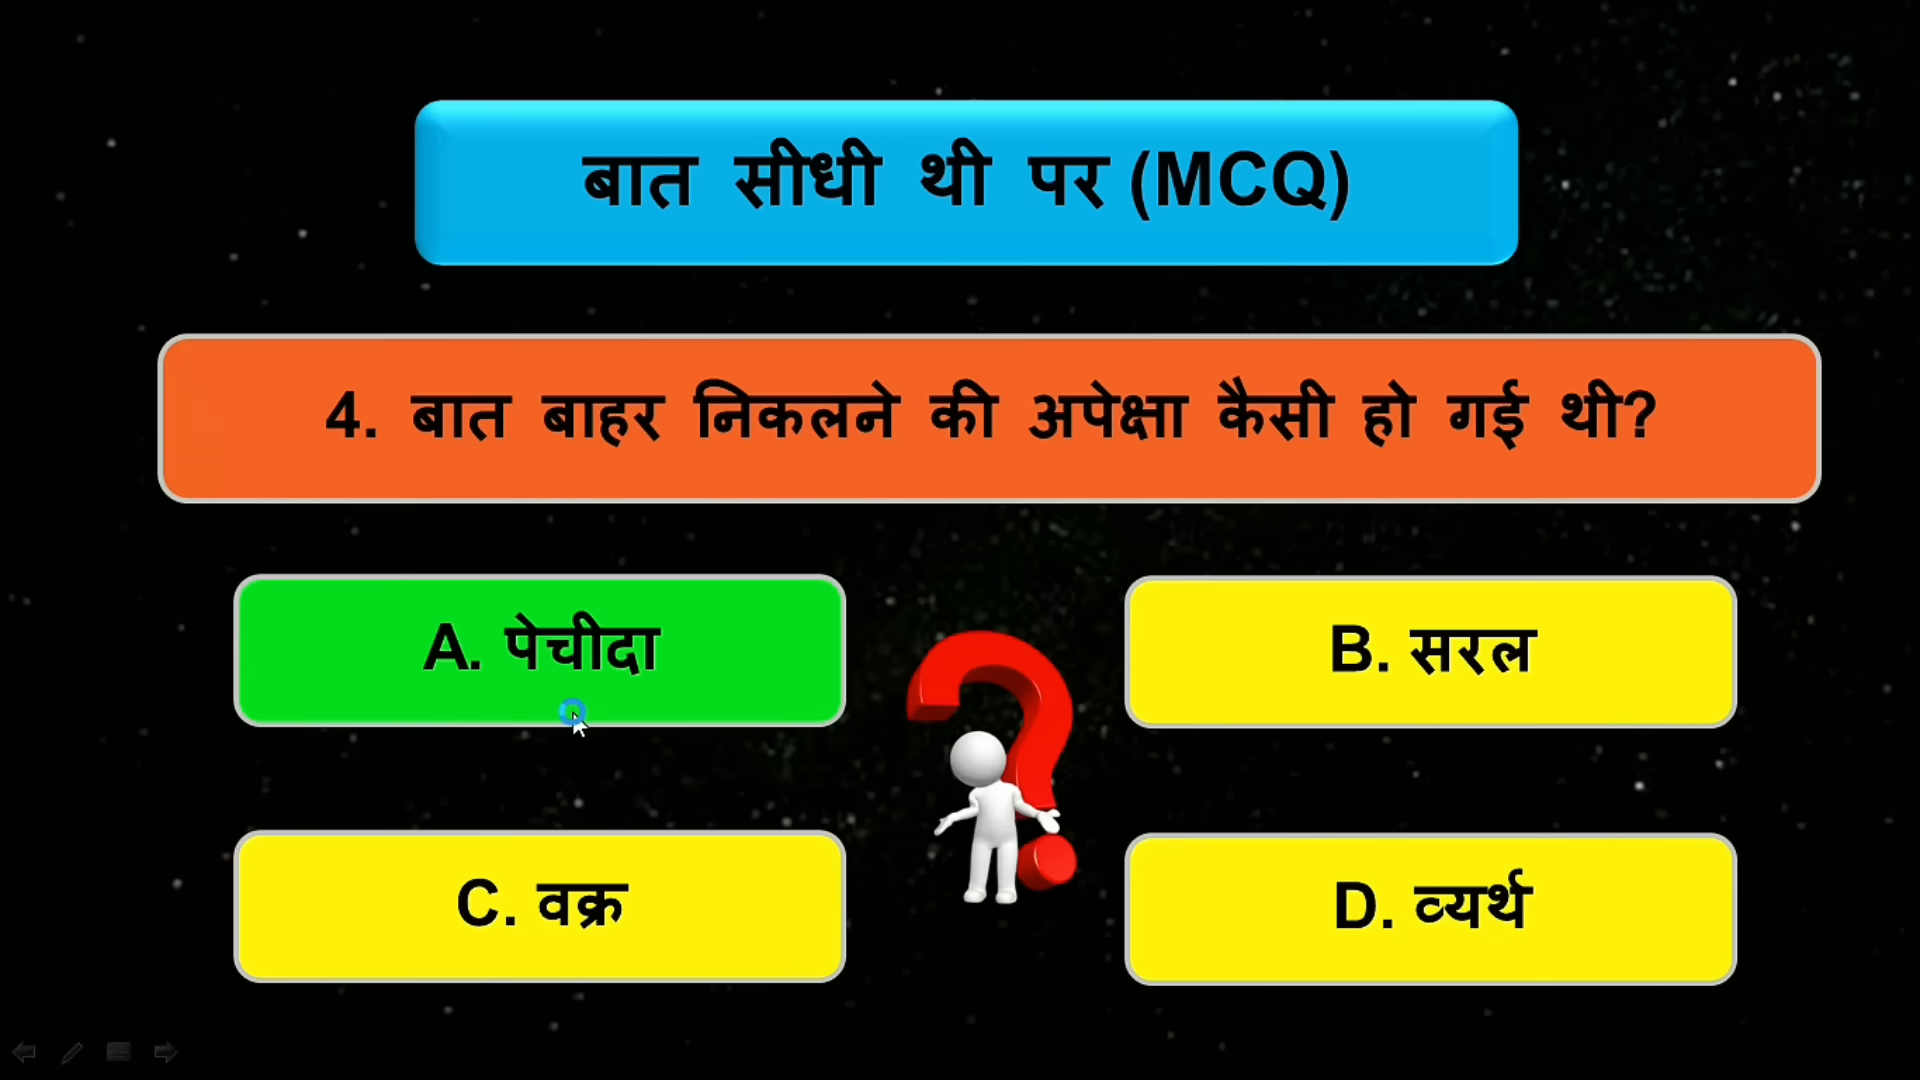 बात सीधी थी पर (MCQ)
4. बात बाहर निकलने की अपेक्षा कैसी हो गई थी?
A. पेचीदा
B. सरल
C. वक्र
D. व्यर्थ